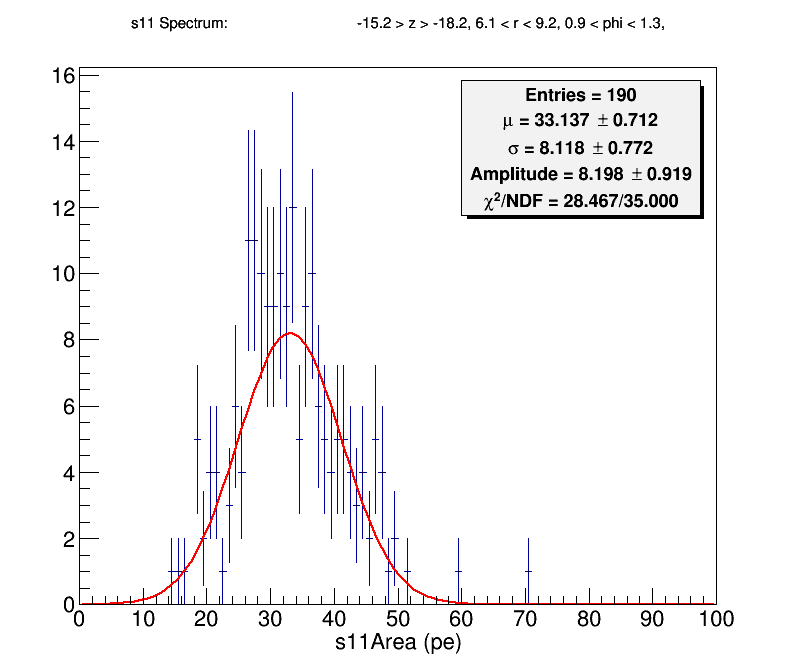 s11 Spectrum: -15.2 > z > -18.2, 6.1 < r < 9.2, 0.9 < phi < 1.3,
Entries = 190
μ = 33.137 ± 0.712
σ = 8.118 ± 0.772
Amplitude = 8.198 ± 0.919
χ²/NDF = 28.467/35.000
16
14
12
10
8
6
4
2
0
0 10 20 30 40 50 60 70 80 90 100
s11Area (pe)